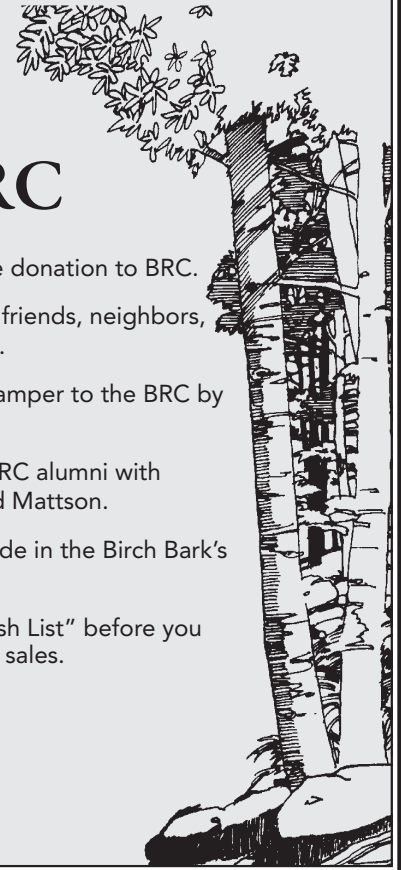 RC
e donation to BRC.
friends, neighbors,
.
amper to the BRC by
RC alumni with
d Mattson.
de in the Birch Bark's
sh List” before you
sales.